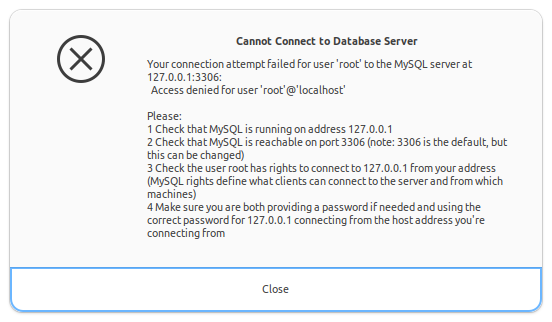 Cannot Connect to Database Server
Your connection attempt failed for user 'root' to the MySQL server at
127.0.0.1:3306:
Access denied for user 'root'@'localhost'
Please:
1 Check that MySQL is running on address 127.0.0.1
2 Check that MySQL is reachable on port 3306 (note: 3306 is the default, but
this can be changed)
3 Check the user root has rights to connect to 127.0.0.1 from your address
(MySQL rights define what clients can connect to the server and from which
machines)
4 Make sure you are both providing a password if needed and using the
correct password for 127.0.0.1 connecting from the host address you're
connecting from
Close